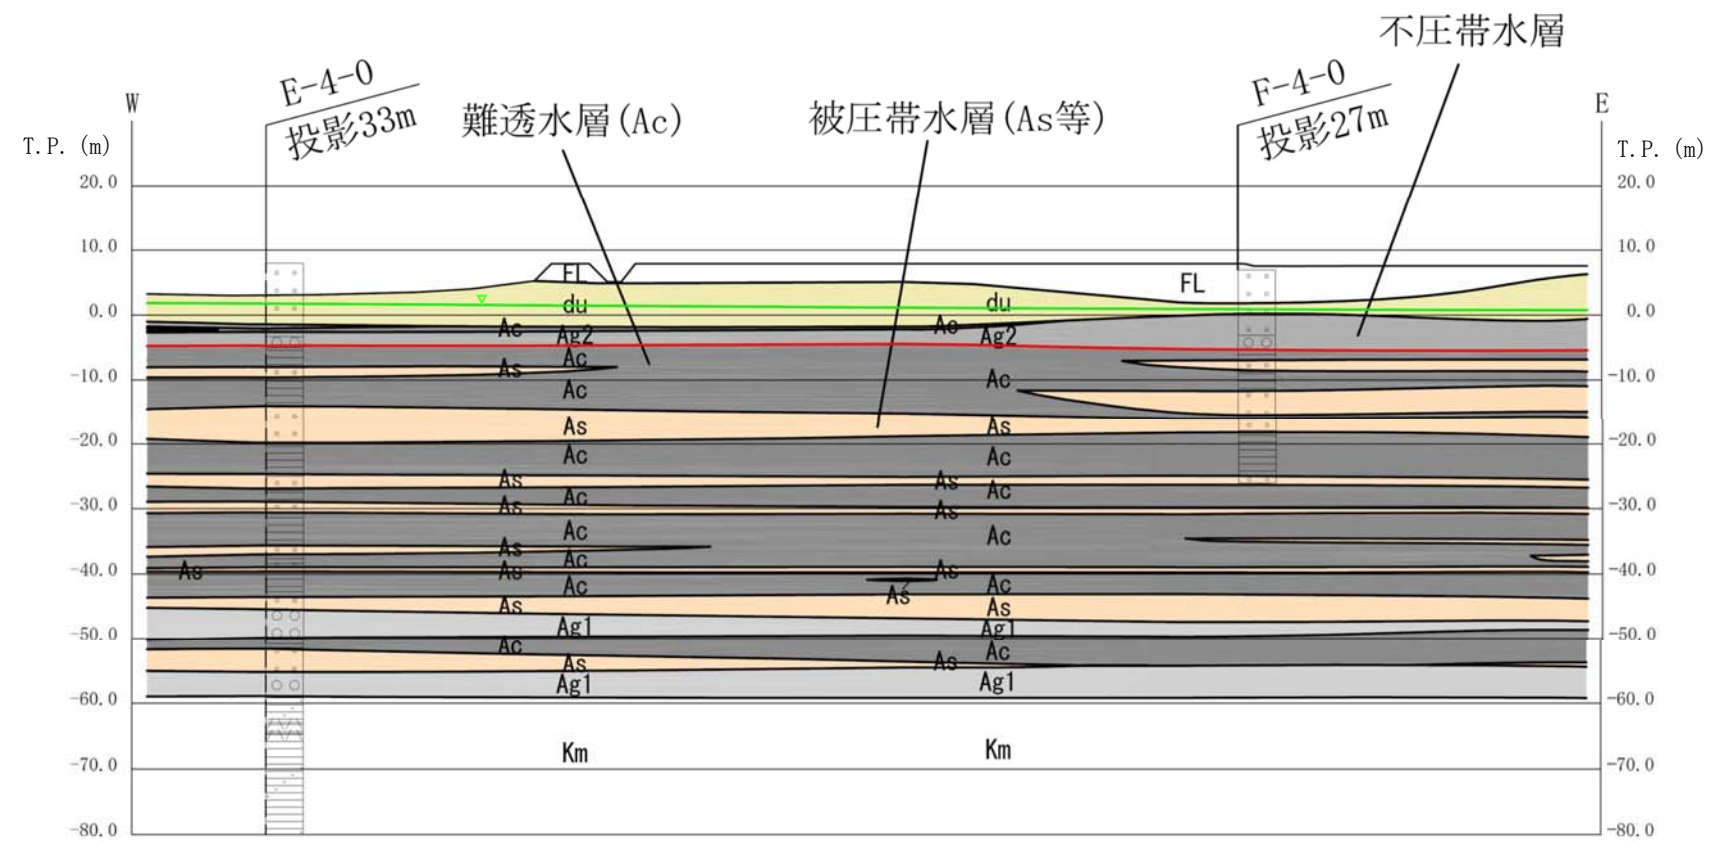 不圧帯水層
E-4-0
投影33m
難透水層(Ac)
被圧帯水層(As等)
F-4-0
投影27m
W
E
T.P. (m)
T.P. (m)
20.0
20.0
10.0
10.0
FL
FL
du
du
0.0
0.0
Ac
Ac
Ag2
Ag2
Ac
As
Ac
-10.0
-10.0
Ac
As
As
-20.0
-20.0
Ac
Ac
As
As
Ac
Ac
-30.0
As
As
-30.0
Ac
Ac
As
Ac
-40.0
As
As
As
-40.0
Ac
Ac
As
As
As
Ag1
Ag1
-50.0
-50.0
Ac
Ac
As
As
Ag1
Ag1
-60.0
-60.0
Km
Km
-70.0
-70.0
-80.0
-80.0